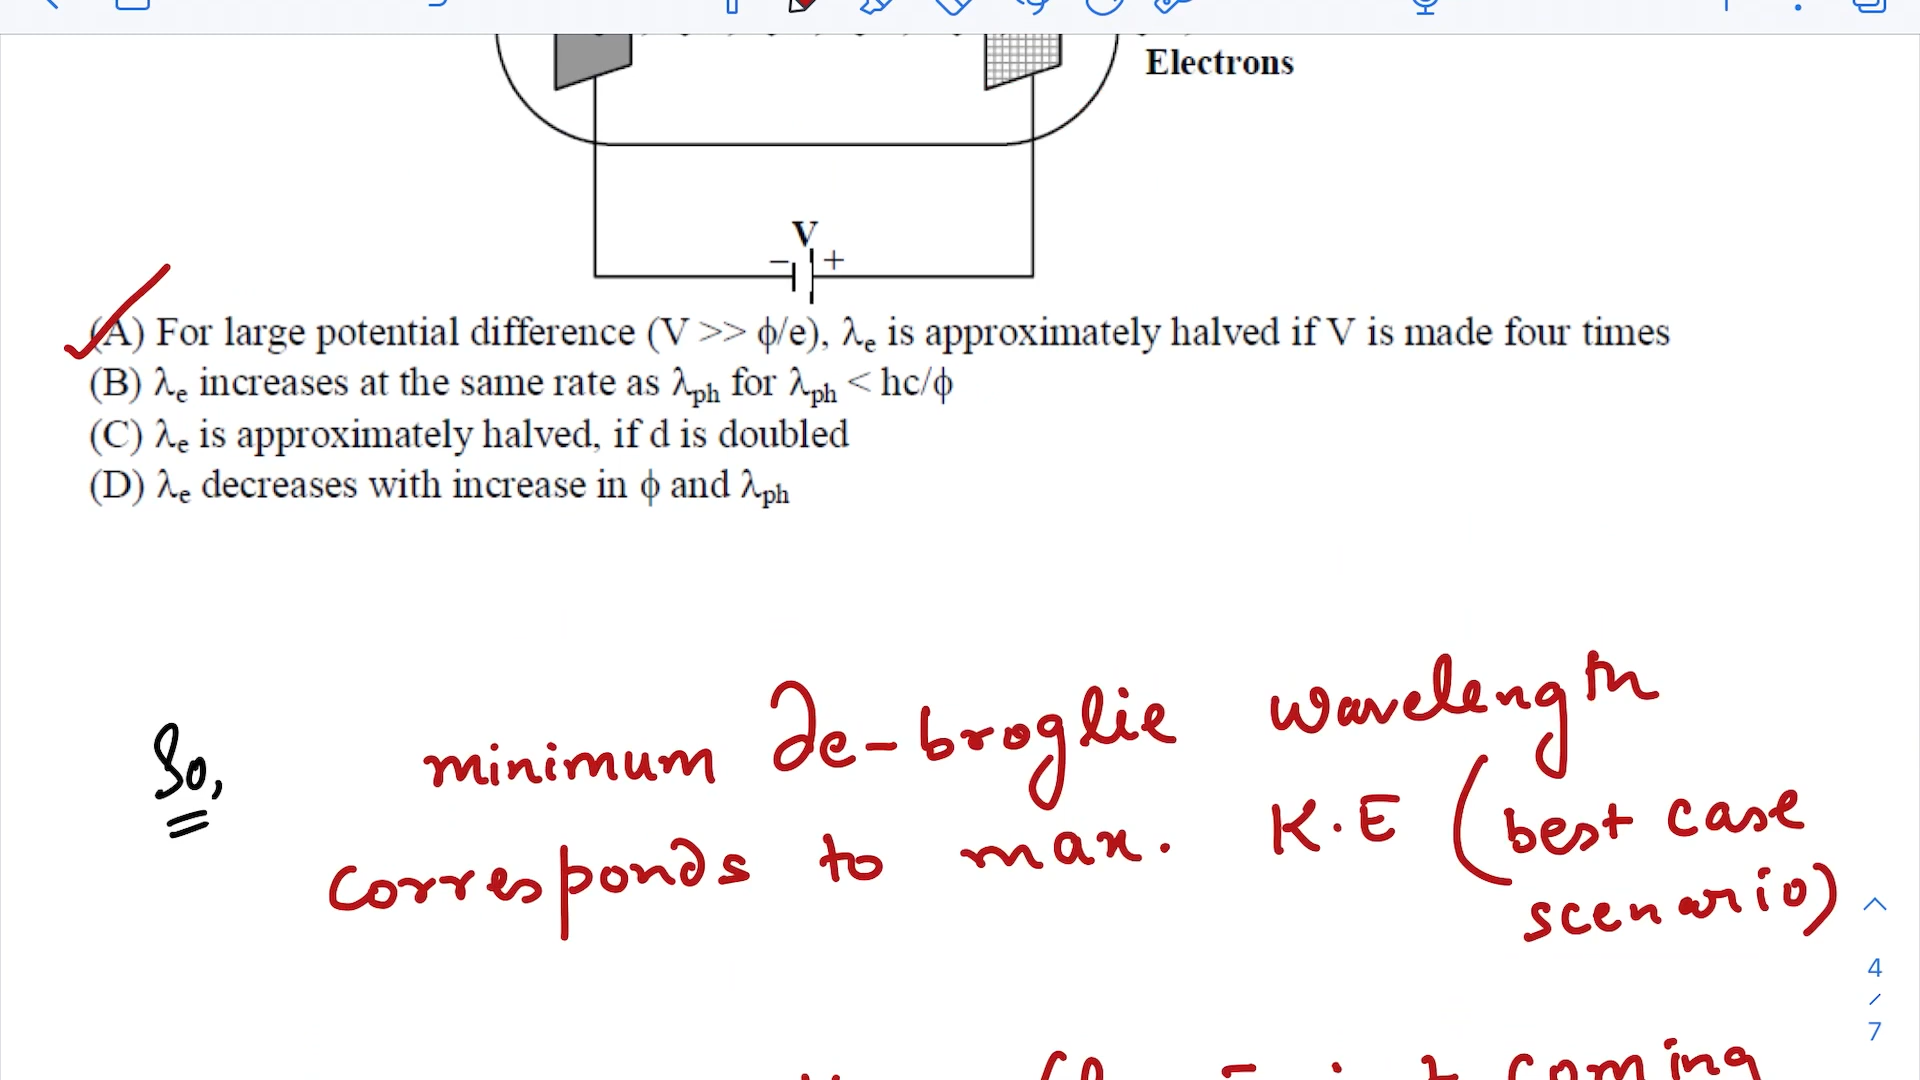 Electrons
V
− +
(A) For large potential difference (V >> ϕ/e), λe is approximately halved if V is made four times
(B) λe increases at the same rate as λph for λph < hc/ϕ
(C) λe is approximately halved, if d is doubled
(D) λe decreases with increase in ϕ and λph
So, minimum De-broglie wavelength
corresponds to max. K.E (best case
scenario)
4
/
7
coming